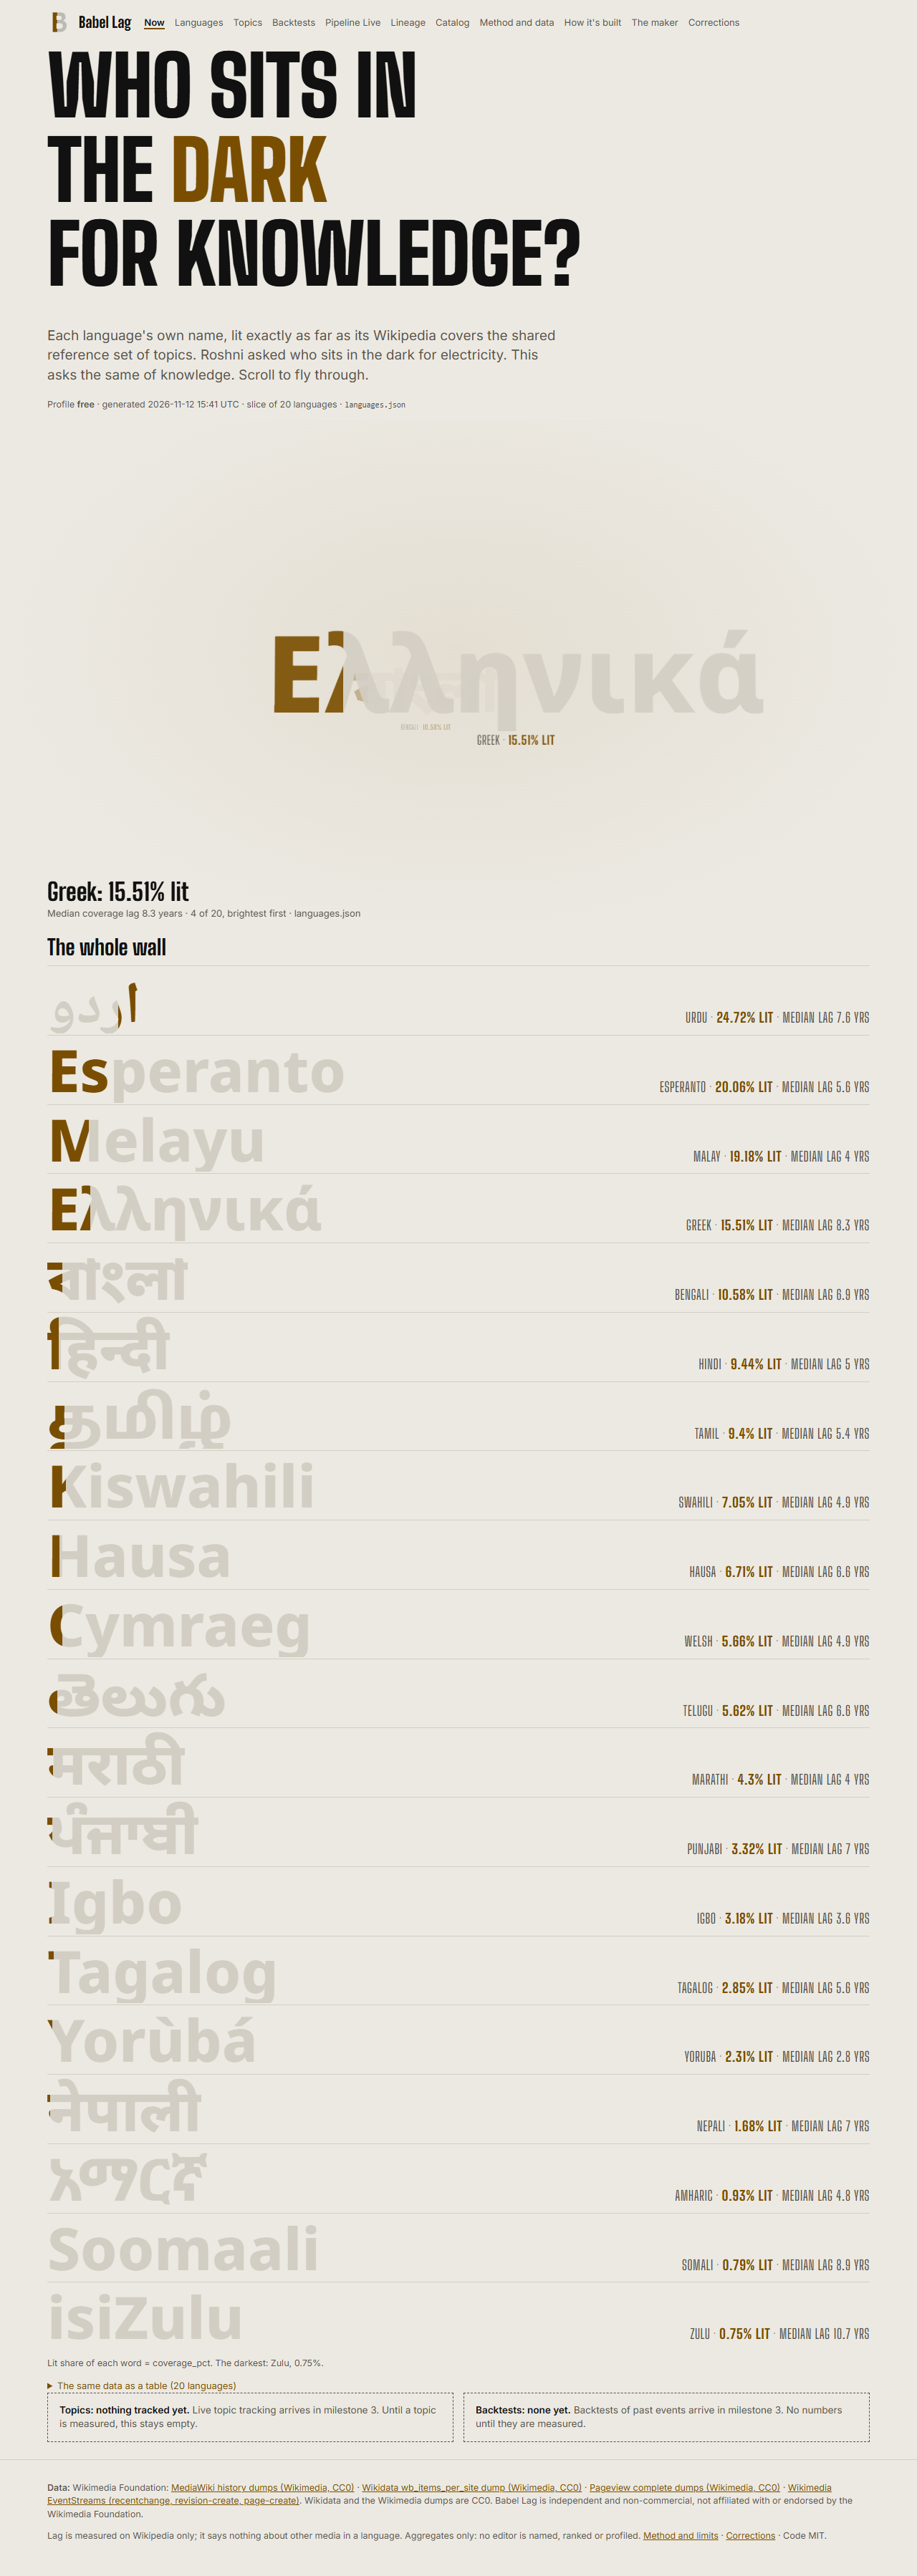 Babel Lag Now Languages Topics Backtests Pipeline Live Lineage Catalog Method and data How it's built The maker Corrections
WHO SITS IN
THE DARK
FOR KNOWLEDGE?
Each language's own name, lit exactly as far as its Wikipedia covers the shared
reference set of topics. Roshni asked who sits in the dark for electricity. This
asks the same of knowledge. Scroll to fly through.
Profile free · generated 2026-11-12 15:41 UTC · slice of 20 languages · languages.json
Ελληνικά
BENGALI · 10.58% LIT
GREEK · 15.51% LIT
Greek: 15.51% lit
Median coverage lag 8.3 years · 4 of 20, brightest first · languages.json
The whole wall
اردو
URDU · 24.72% LIT · MEDIAN LAG 7.6 YRS
Esperanto
ESPERANTO · 20.06% LIT · MEDIAN LAG 5.6 YRS
Melayu
MALAY · 19.18% LIT · MEDIAN LAG 4 YRS
Ελληνικά
GREEK · 15.51% LIT · MEDIAN LAG 8.3 YRS
বাংলা
BENGALI · 10.58% LIT · MEDIAN LAG 6.9 YRS
हिन्दी
HINDI · 9.44% LIT · MEDIAN LAG 5 YRS
தமிழ்
TAMIL · 9.4% LIT · MEDIAN LAG 5.4 YRS
Kiswahili
SWAHILI · 7.05% LIT · MEDIAN LAG 4.9 YRS
Hausa
HAUSA · 6.71% LIT · MEDIAN LAG 6.6 YRS
Cymraeg
WELSH · 5.66% LIT · MEDIAN LAG 4.9 YRS
తెలుగు
TELUGU · 5.62% LIT · MEDIAN LAG 6.6 YRS
मराठी
MARATHI · 4.3% LIT · MEDIAN LAG 4 YRS
ਪੰਜਾਬੀ
PUNJABI · 3.32% LIT · MEDIAN LAG 7 YRS
Igbo
IGBO · 3.18% LIT · MEDIAN LAG 3.6 YRS
Tagalog
TAGALOG · 2.85% LIT · MEDIAN LAG 5.6 YRS
Yorùbá
YORUBA · 2.31% LIT · MEDIAN LAG 2.8 YRS
नेपाली
NEPALI · 1.68% LIT · MEDIAN LAG 7 YRS
አማርኛ
AMHARIC · 0.93% LIT · MEDIAN LAG 4.8 YRS
Soomaali
SOMALI · 0.79% LIT · MEDIAN LAG 8.9 YRS
isiZulu
ZULU · 0.75% LIT · MEDIAN LAG 10.7 YRS
Lit share of each word = coverage_pct. The darkest: Zulu, 0.75%.
The same data as a table (20 languages)
Topics: nothing tracked yet. Live topic tracking arrives in milestone 3. Until a topic
is measured, this stays empty.
Backtests: none yet. Backtests of past events arrive in milestone 3. No numbers
until they are measured.
Data: Wikimedia Foundation: MediaWiki history dumps (Wikimedia, CC0) · Wikidata wb_items_per_site dump (Wikimedia, CC0) · Pageview complete dumps (Wikimedia, CC0) · Wikimedia
EventStreams (recentchange, revision-create, page-create). Wikidata and the Wikimedia dumps are CC0. Babel Lag is independent and non-commercial, not affiliated with or endorsed by the
Wikimedia Foundation.
Lag is measured on Wikipedia only; it says nothing about other media in a language. Aggregates only: no editor is named, ranked or profiled. Method and limits · Corrections · Code MIT.